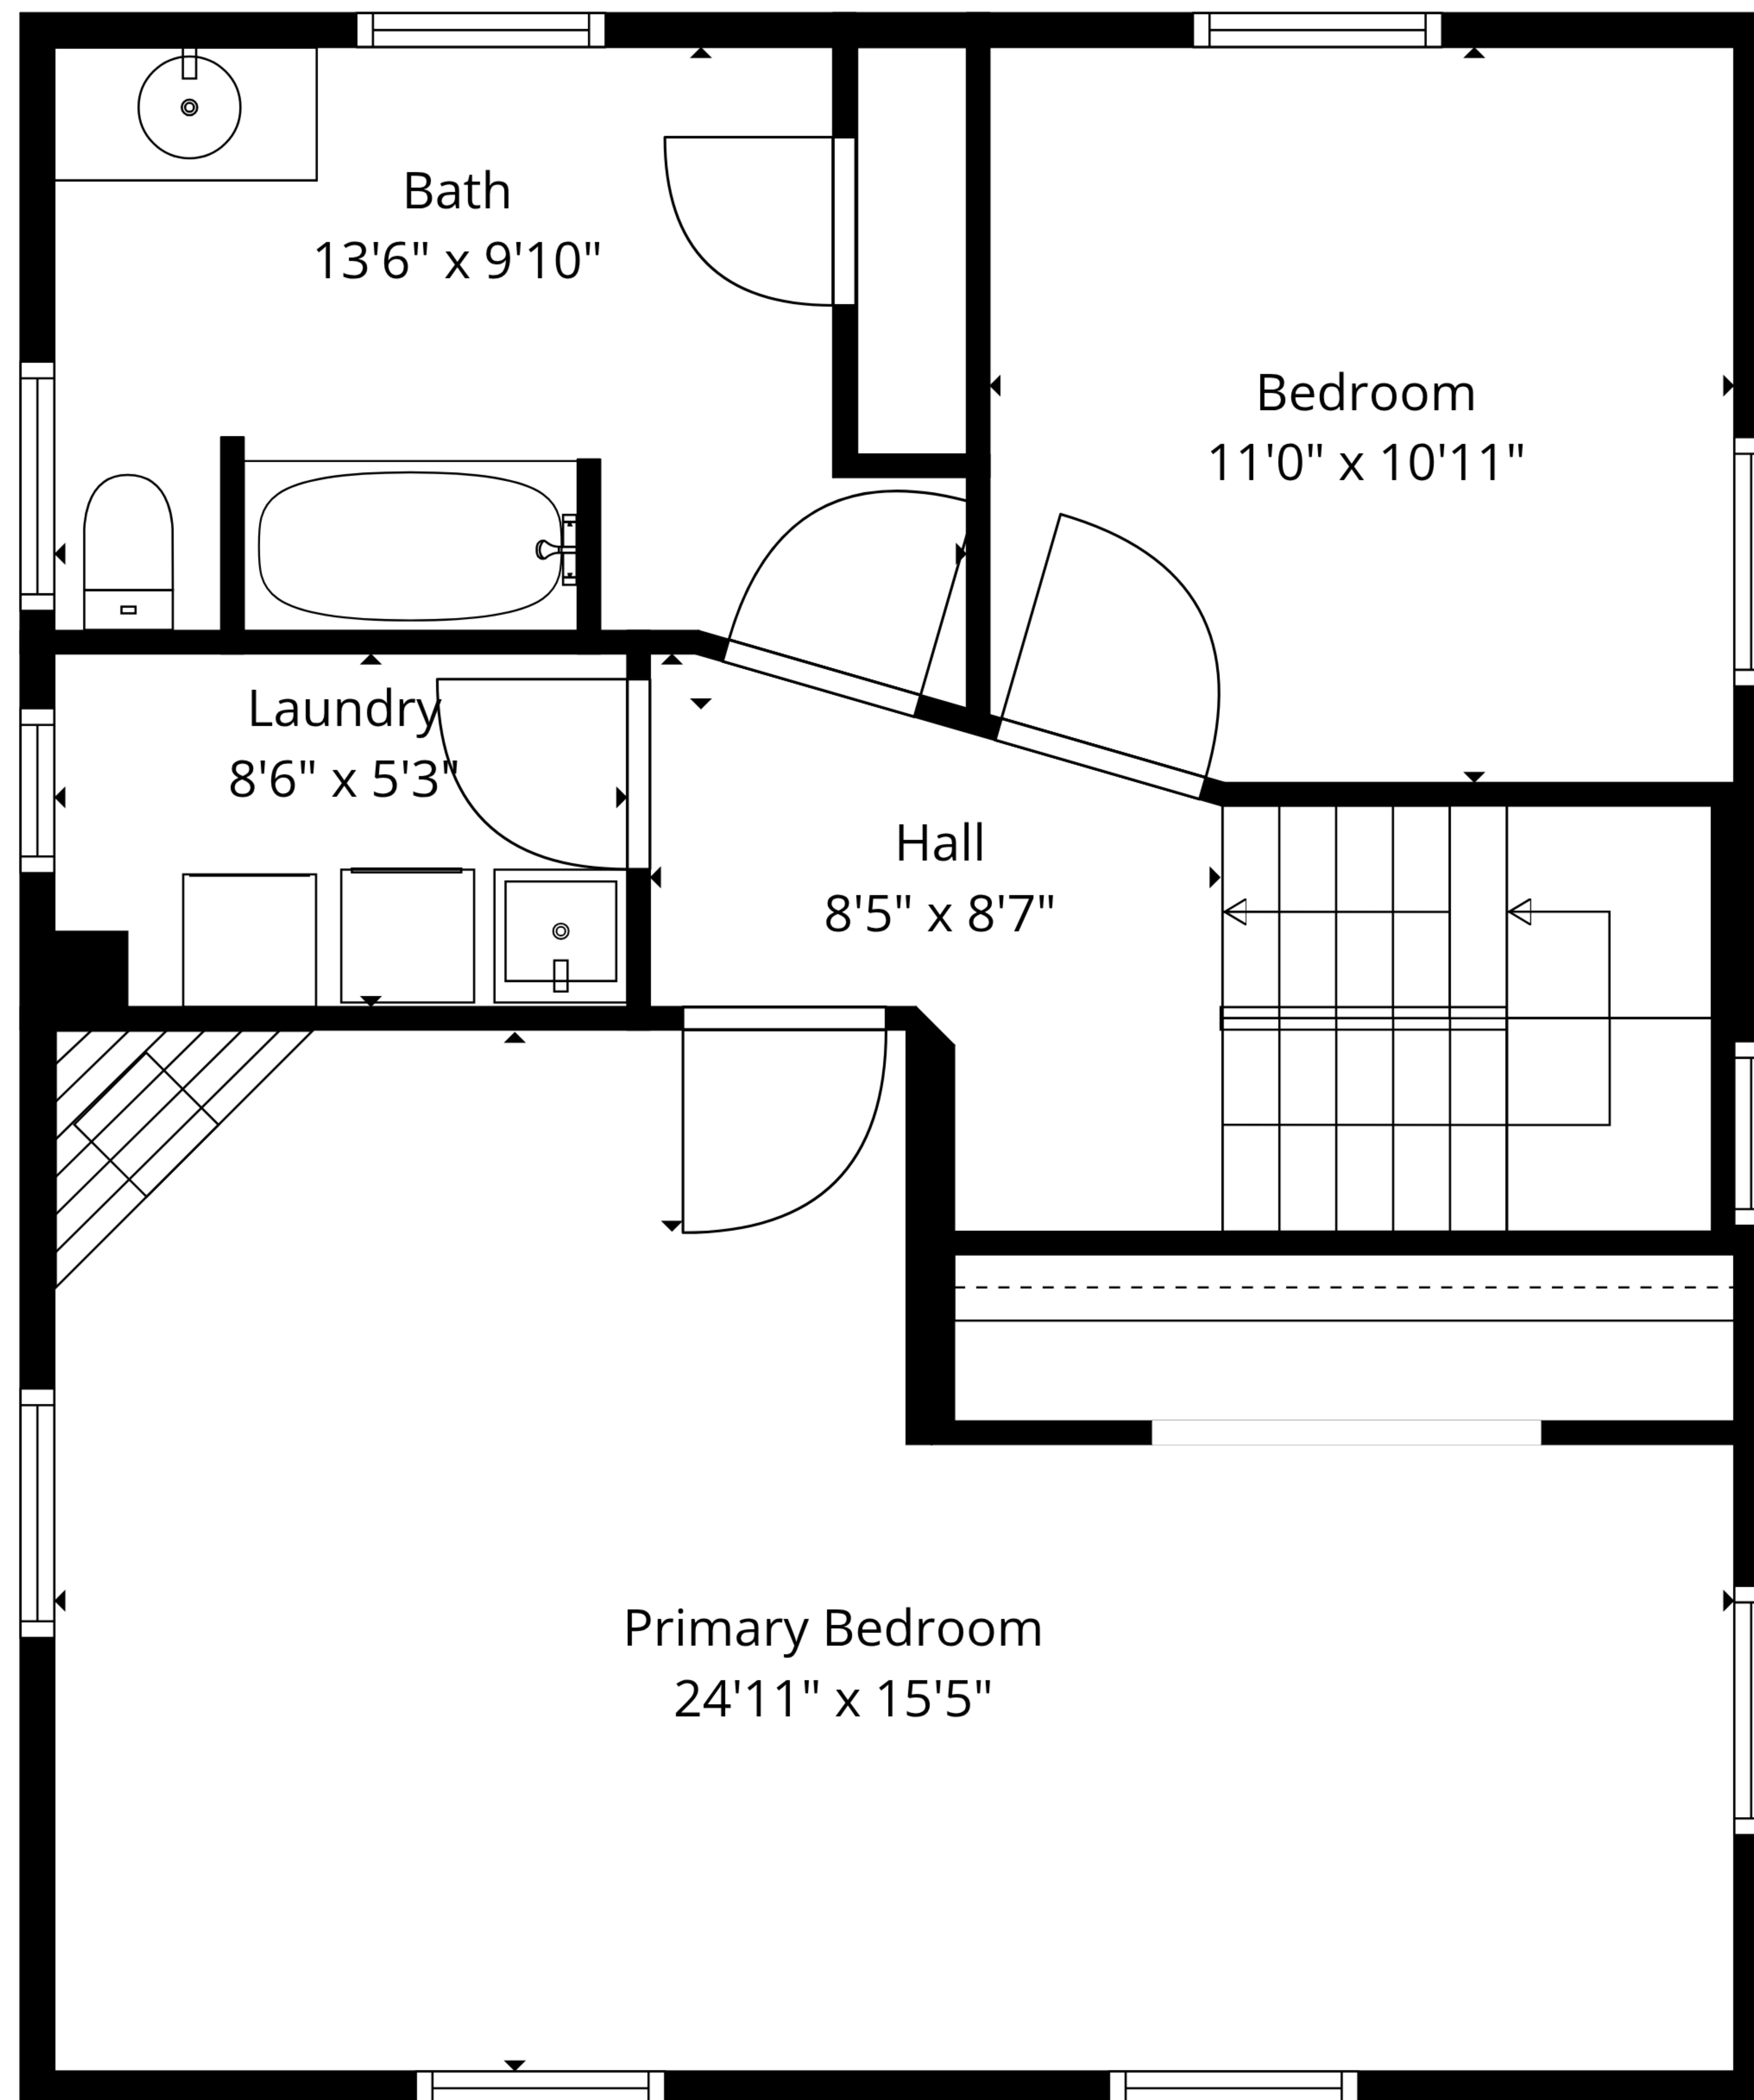 Bath
13'6" x 9'10"
Bedroom
11'0" x 10'11"
Laundry
8'6" x 5'3"
Hall
8'5" x 8'7"
Primary Bedroom
24'11" x 15'5"